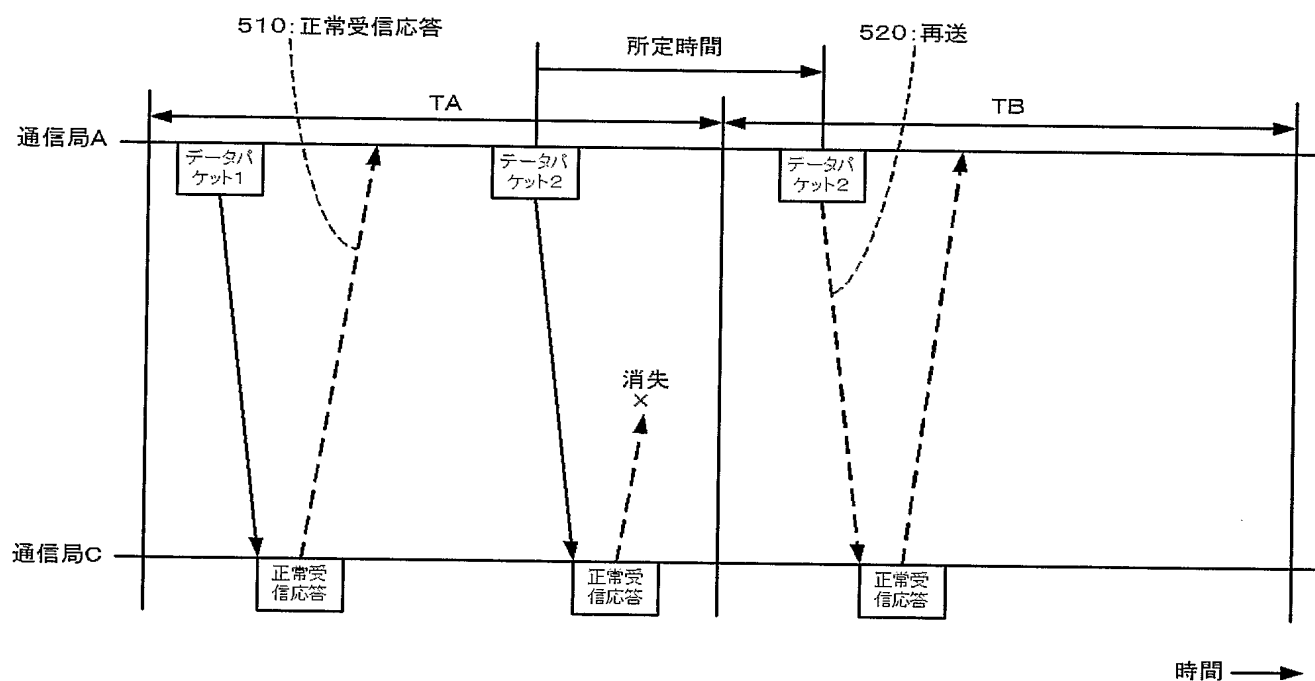 510:正常受信応答
所定時間
520:再送
TA
TB
通信局A
データパ
ケット1
データパ
ケット2
データパ
ケット2
消失
×
通信局C
正常受
信応答
正常受
信応答
正常受
信応答
時間